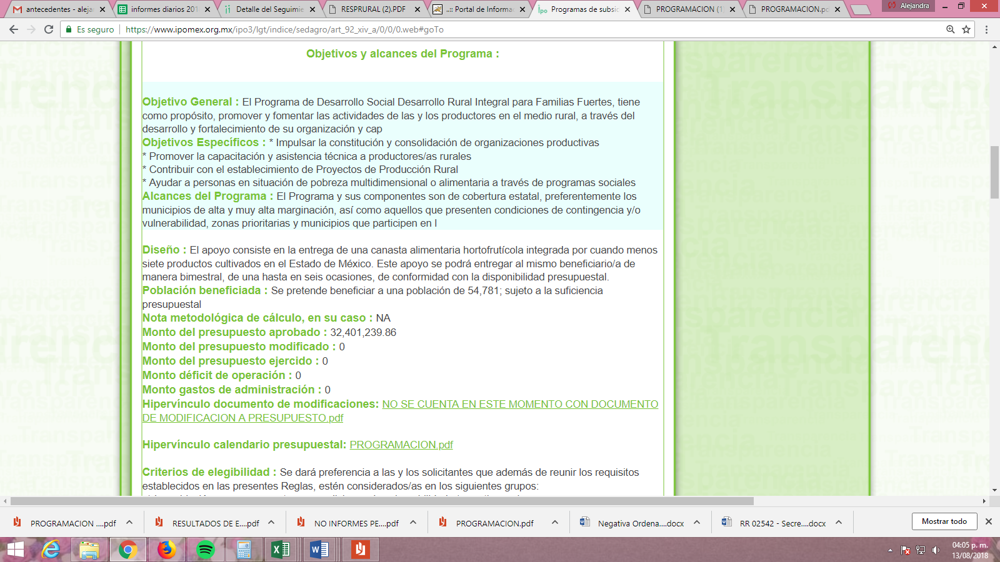 antecedentes - aleja
informes diarios 201
Detalle del Seguimie
RESPRURAL (2).PDF
..:: Portal de Informac
Programas de subsid
PROGRAMACION (1
PROGRAMACION.pd
Alejandra
Es seguro
https://www.ipomex.org.mx/ipo3/lgt/indice/sedagro/art_92_xiv_a/0/0/0.web#goTo
Objetivos y alcances del Programa :
Objetivo General : El Programa de Desarrollo Social Desarrollo Rural Integral para Familias Fuertes, tiene
como propósito, promover y fomentar las actividades de las y los productores en el medio rural, a través del
desarrollo y fortalecimiento de su organización y cap
Objetivos Específicos : * Impulsar la constitución y consolidación de organizaciones productivas
* Promover la capacitación y asistencia técnica a productores/as rurales
* Contribuir con el establecimiento de Proyectos de Producción Rural
* Ayudar a personas en situación de pobreza multidimensional o alimentaria a través de programas sociales
Alcances del Programa : El Programa y sus componentes son de cobertura estatal, preferentemente los
municipios de alta y muy alta marginación, así como aquellos que presenten condiciones de contingencia y/o
vulnerabilidad, zonas prioritarias y municipios que participen en l
Diseño : El apoyo consiste en la entrega de una canasta alimentaria hortofrutícola integrada por cuando menos
siete productos cultivados en el Estado de México. Este apoyo se podrá entregar al mismo beneficiario/a de
manera bimestral, de una hasta en seis ocasiones, de conformidad con la disponibilidad presupuestal.
Población beneficiada : Se pretende beneficiar a una población de 54,781; sujeto a la suficiencia
presupuestal
Nota metodológica de cálculo, en su caso : NA
Monto del presupuesto aprobado : 32,401,239.86
Monto del presupuesto modificado : 0
Monto del presupuesto ejercido : 0
Monto déficit de operación : 0
Monto gastos de administración : 0
Hipervínculo documento de modificaciones: NO SE CUENTA EN ESTE MOMENTO CON DOCUMENTO
DE MODIFICACION A PRESUPUESTO.pdf
Hipervínculo calendario presupuestal: PROGRAMACION.pdf
Criterios de elegibilidad : Se dará preferencia a las y los solicitantes que además de reunir los requisitos
establecidos en las presentes Reglas, estén considerados/as en los siguientes grupos:
PROGRAMACION ....pdf
RESULTADOS DE E....pdf
NO INFORMES PE....pdf
PROGRAMACION.pdf
Negativa Ordena....docx
RR 02542 - Secre....docx
Mostrar todo
04:05 p. m.
13/08/2018